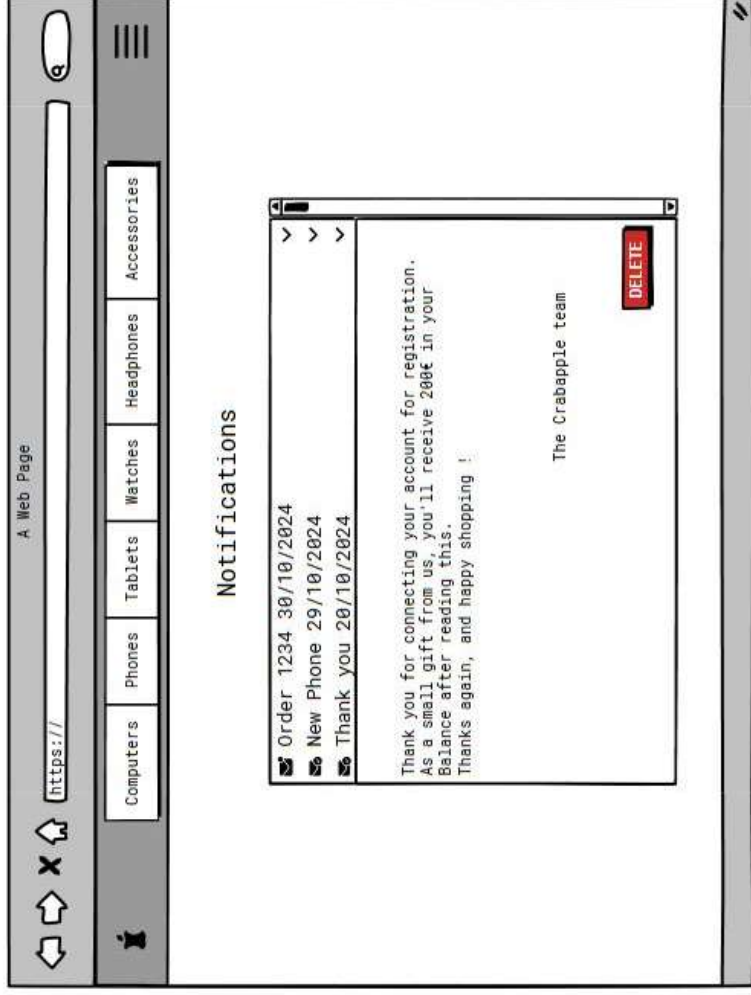 A Web Page
https://
Computers
Phones
Tablets
Watches
Headphones
Accessories
Notifications
Order 1234 30/10/2024
New Phone 29/10/2024
Thank you 20/10/2024
Thank you for connecting your account for registration.
As a small gift from us, you'll receive 200€ in your
Balance after reading this.
Thanks again, and happy shopping !
The Crabapple team
DELETE